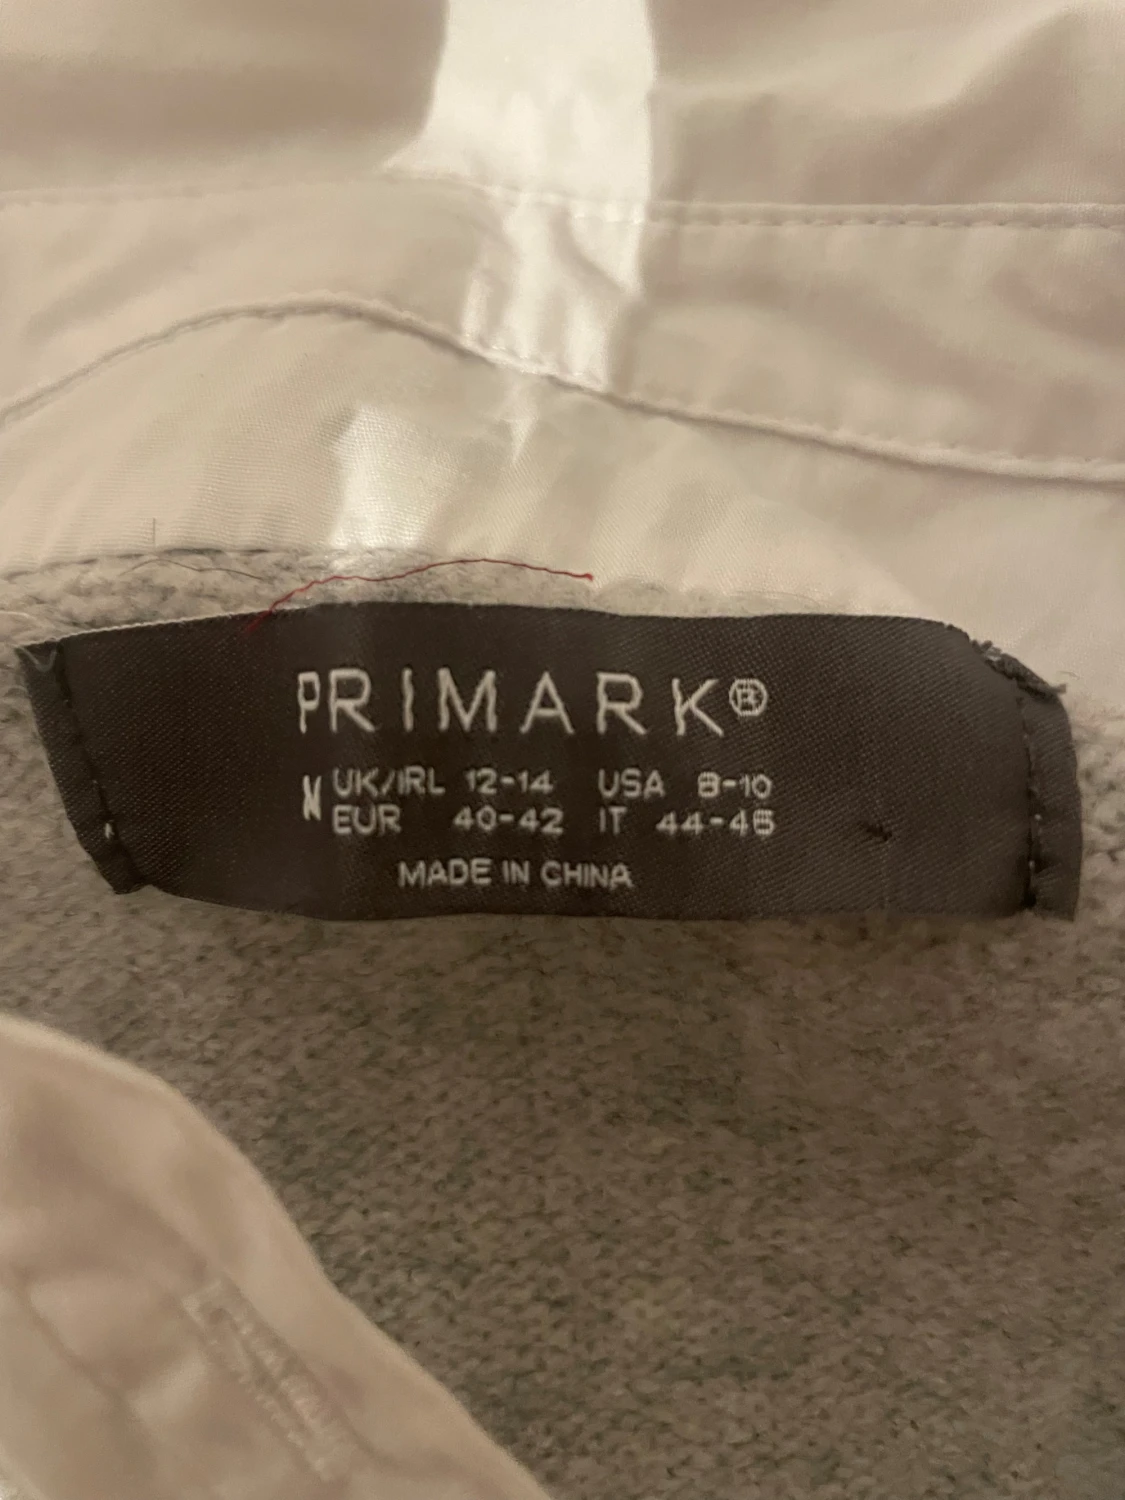 PRIMARK®
M UK/IRL 12-14 USA 8-10
EUR 40-42 IT 44-46
MADE IN CHINA